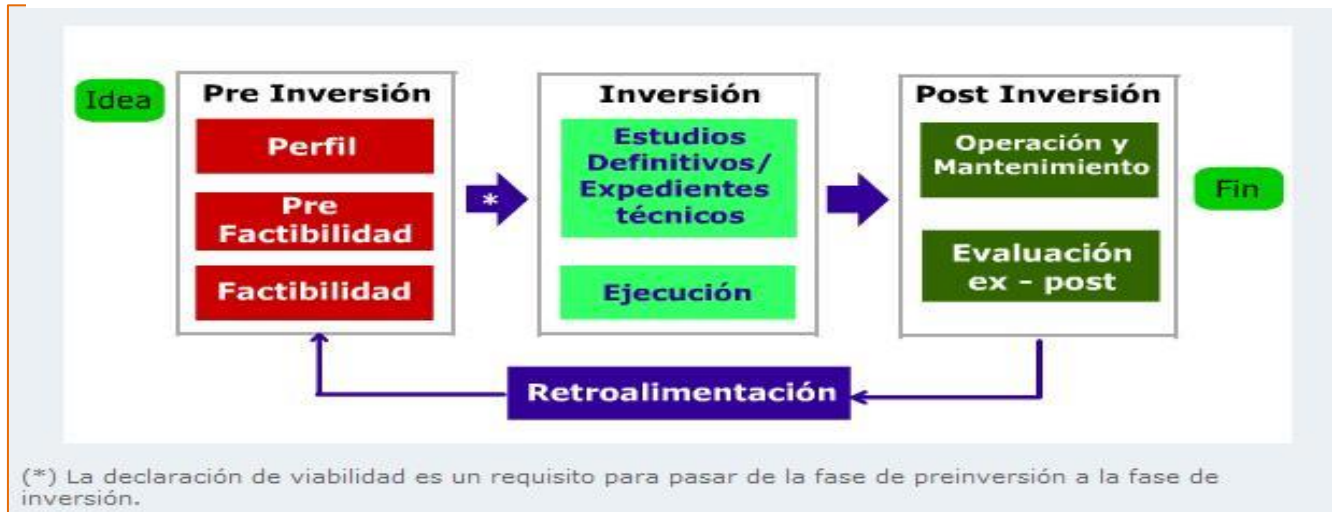 Idea
Pre Inversión
Perfil
Pre
Factibilidad
Factibilidad
*
Inversión
Estudios
Definitivos/
Expedientes
técnicos
Ejecución
Post Inversión
Operación y
Mantenimiento
Evaluación
ex - post
Fin
Retroalimentación
(*) La declaración de viabilidad es un requisito para pasar de la fase de preinversión a la fase de
inversión.